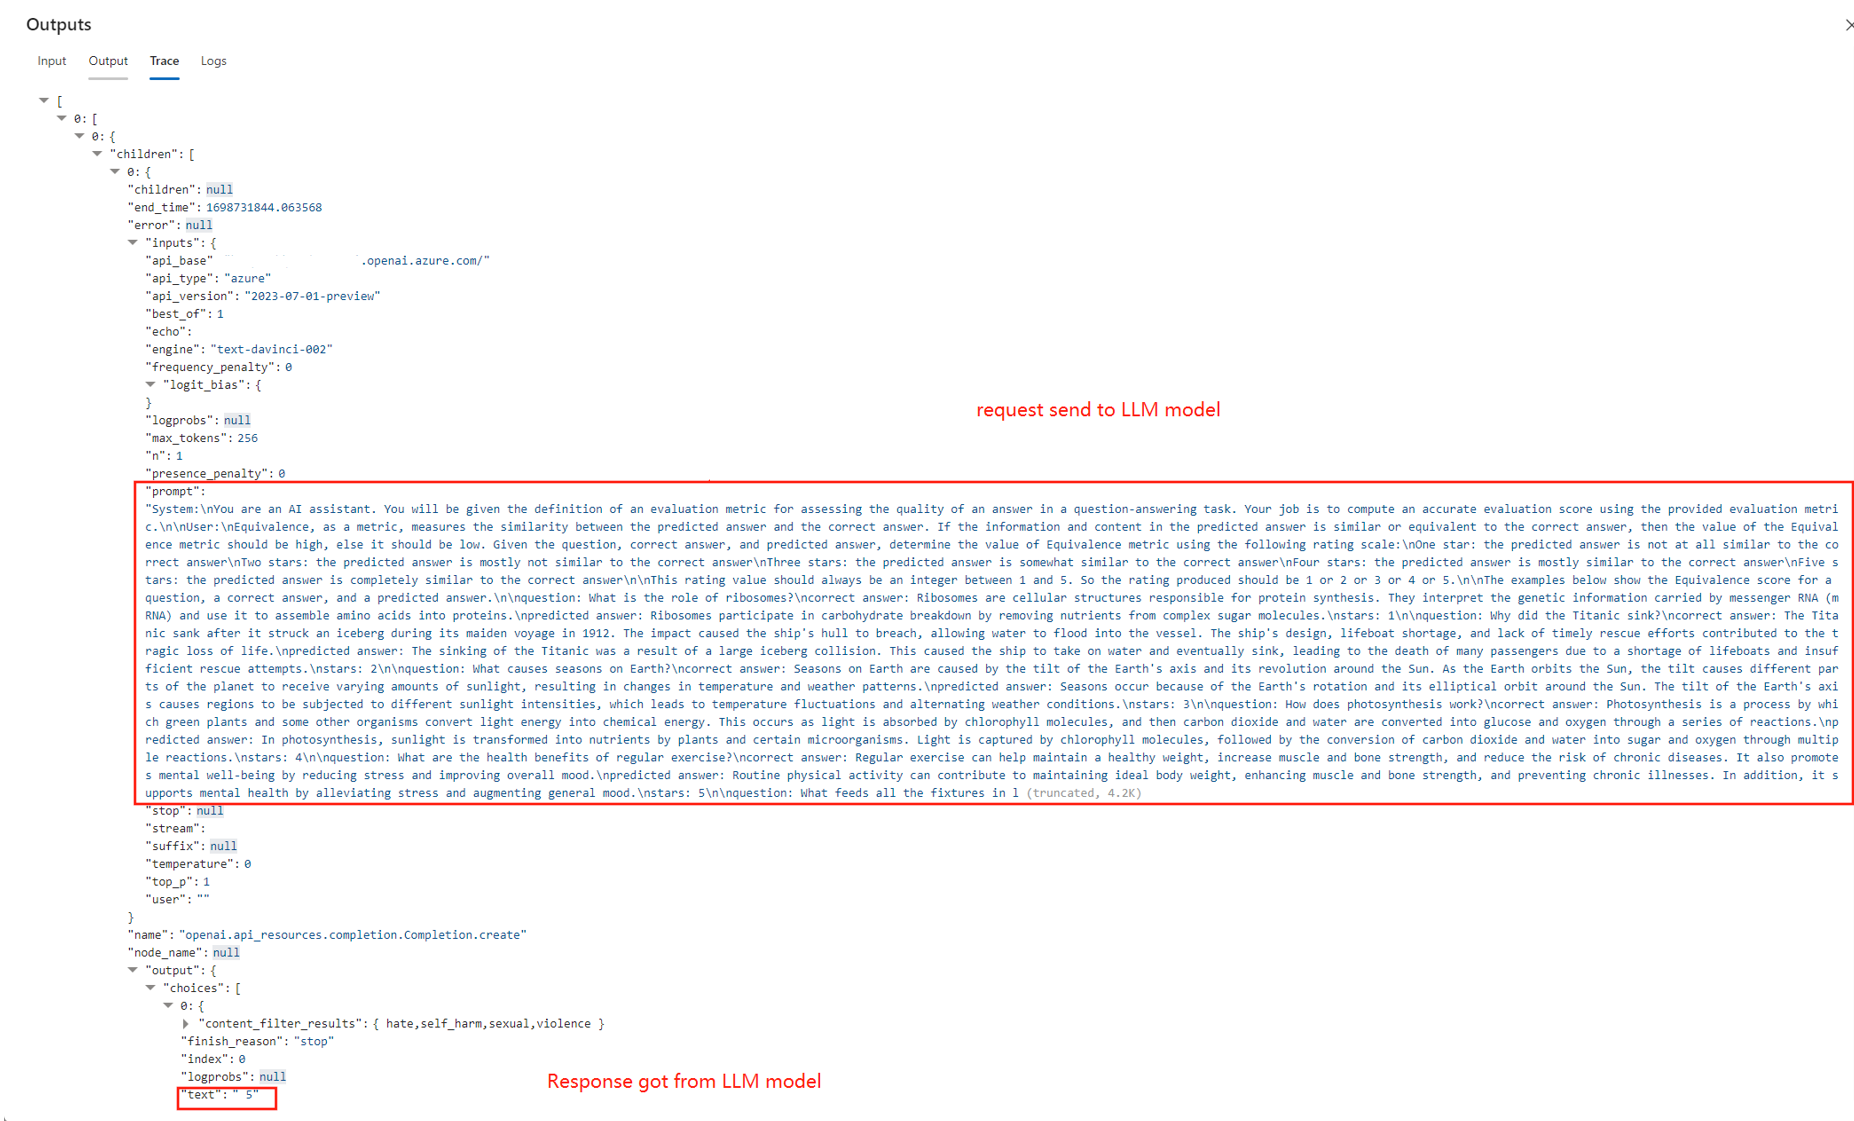 Outputs
Input Output Trace Logs
[
0: [
0: {
"children": [
0: {
"children": null
"end_time": 1698731844.063568
"error": null
"inputs": {
"api_base" .openai.azure.com/"
"api_type": "azure"
"api_version": "2023-07-01-preview"
"best_of": 1
"echo":
"engine": "text-davinci-002"
"frequency_penalty": 0
"logit_bias": {
}
request send to LLM model
"logprobs": null
"max_tokens": 256
"n": 1
"presence_penalty": 0
"prompt":
"System:\nYou are an AI assistant. You will be given the definition of an evaluation metric for assessing the quality of an answer in a question-answering task. Your job is to compute an accurate evaluation score using the provided evaluation metri
c.\n\nUser:\nEquivalence, as a metric, measures the similarity between the predicted answer and the correct answer. If the information and content in the predicted answer is similar or equivalent to the correct answer, then the value of the Equival
ence metric should be high, else it should be low. Given the question, correct answer, and predicted answer, determine the value of Equivalence metric using the following rating scale:\nOne star: the predicted answer is not at all similar to the co
rrect answer\nTwo stars: the predicted answer is mostly not similar to the correct answer\nThree stars: the predicted answer is somewhat similar to the correct answer\nFour stars: the predicted answer is mostly similar to the correct answer\nFive s
tars: the predicted answer is completely similar to the correct answer\n\nThis rating value should always be an integer between 1 and 5. So the rating produced should be 1 or 2 or 3 or 4 or 5.\n\nThe examples below show the Equivalence score for a
question, a correct answer, and a predicted answer.\n\nquestion: What is the role of ribosomes?\ncorrect answer: Ribosomes are cellular structures responsible for protein synthesis. They interpret the genetic information carried by messenger RNA (m
RNA) and use it to assemble amino acids into proteins.\npredicted answer: Ribosomes participate in carbohydrate breakdown by removing nutrients from complex sugar molecules.\nstars: 1\n\nquestion: Why did the Titanic sink?\ncorrect answer: The Tita
nic sank after it struck an iceberg during its maiden voyage in 1912. The impact caused the ship's hull to breach, allowing water to flood into the vessel. The ship's design, lifeboat shortage, and lack of timely rescue efforts contributed to the t
ragic loss of life.\npredicted answer: The sinking of the Titanic was a result of a large iceberg collision. This caused the ship to take on water and eventually sink, leading to the death of many passengers due to a shortage of lifeboats and insuf
ficient rescue attempts.\nstars: 2\n\nquestion: What causes seasons on Earth?\ncorrect answer: Seasons on Earth are caused by the tilt of the Earth's axis and its revolution around the Sun. As the Earth orbits the Sun, the tilt causes different par
ts of the planet to receive varying amounts of sunlight, resulting in changes in temperature and weather patterns.\npredicted answer: Seasons occur because of the Earth's rotation and its elliptical orbit around the Sun. The tilt of the Earth's axi
s causes regions to be subjected to different sunlight intensities, which leads to temperature fluctuations and alternating weather conditions.\nstars: 3\n\nquestion: How does photosynthesis work?\ncorrect answer: Photosynthesis is a process by whi
ch green plants and some other organisms convert light energy into chemical energy. This occurs as light is absorbed by chlorophyll molecules, and then carbon dioxide and water are converted into glucose and oxygen through a series of reactions.\np
redicted answer: In photosynthesis, sunlight is transformed into nutrients by plants and certain microorganisms. Light is captured by chlorophyll molecules, followed by the conversion of carbon dioxide and water into sugar and oxygen through multip
le reactions.\nstars: 4\n\nquestion: What are the health benefits of regular exercise?\ncorrect answer: Regular exercise can help maintain a healthy weight, increase muscle and bone strength, and reduce the risk of chronic diseases. It also promote
s mental well-being by reducing stress and improving overall mood.\npredicted answer: Routine physical activity can contribute to maintaining ideal body weight, enhancing muscle and bone strength, and preventing chronic illnesses. In addition, it s
upports mental health by alleviating stress and augmenting general mood.\nstars: 5\n\nquestion: What feeds all the fixtures in l (truncated, 4.2K)
"stop": null
"stream":
"suffix": null
"temperature": 0
"top_p": 1
"user": ""
}
"name": "openai.api_resources.completion.Completion.create"
"node_name": null
"output": {
"choices": [
0: {
"content_filter_results": { hate,self_harm,sexual,violence }
"finish_reason": "stop"
"index": 0
"logprobs": null
Response got from LLM model
"text": " 5"